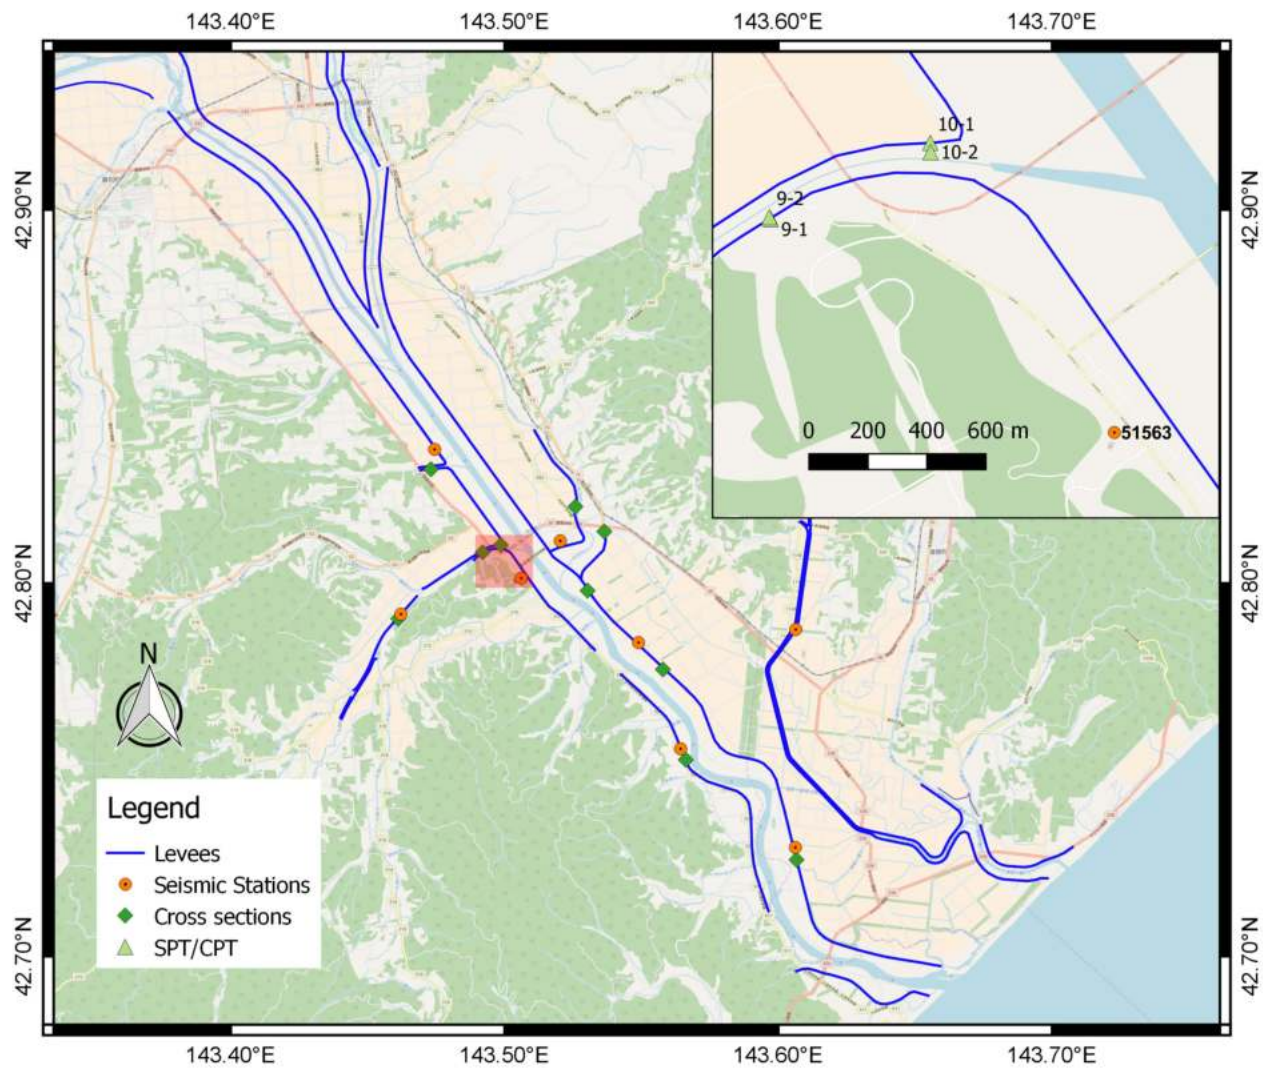 143.40°E 143.50°E 143.60°E 143.70°E
42.90°N
42.80°N
42.70°N
42.90°N
42.80°N
42.70°N
10-1
10-2
9-2
9-1
0 200 400 600 m
51563
N
Legend
Levees
Seismic Stations
Cross sections
SPT/CPT
143.40°E 143.50°E 143.60°E 143.70°E